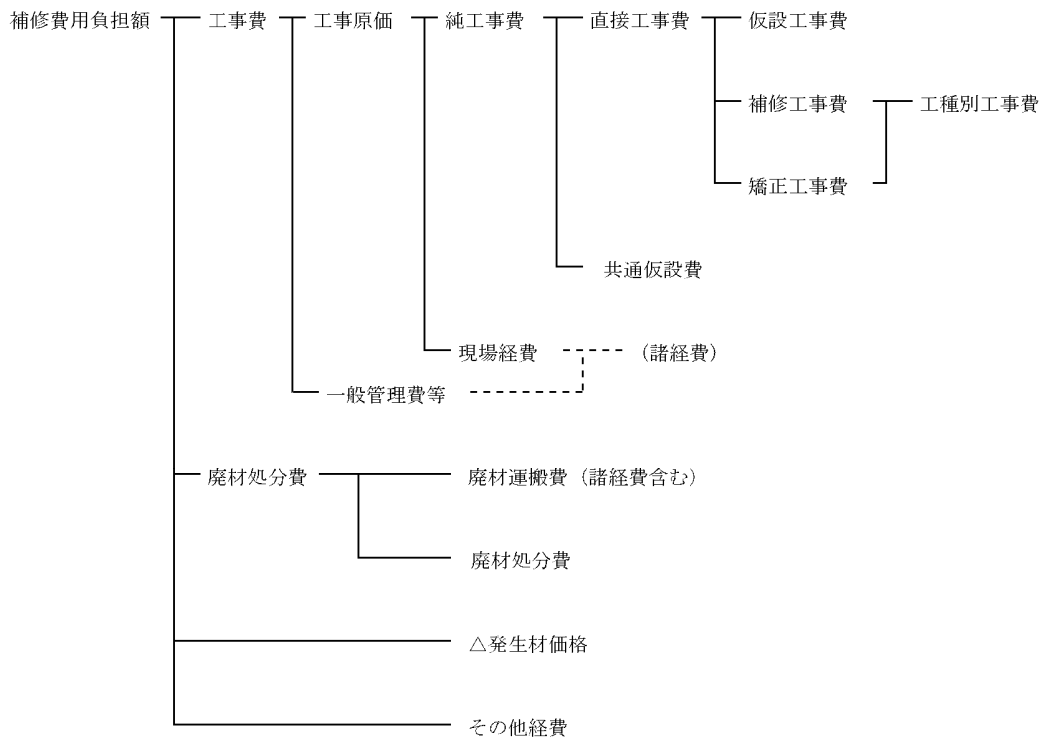 補修費用負担額 工事費 工事原価 純工事費 直接工事費 仮設工事費
補修工事費 工種別工事費
矯正工事費
共通仮設費
現場経費 （諸経費）
一般管理費等
廃材処分費 廃材運搬費（諸経費含む）
廃材処分費
△発生材価格
その他経費